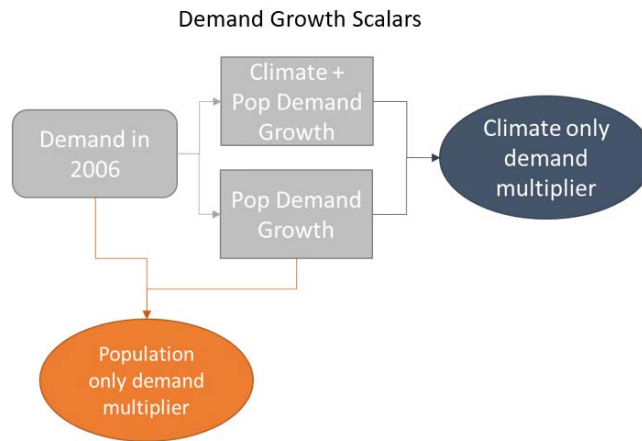 Demand Growth Scalars
Demand in
2006
Climate +
Pop Demand
Growth
Pop Demand
Growth
Climate only
demand
multiplier
Population
only demand
multiplier